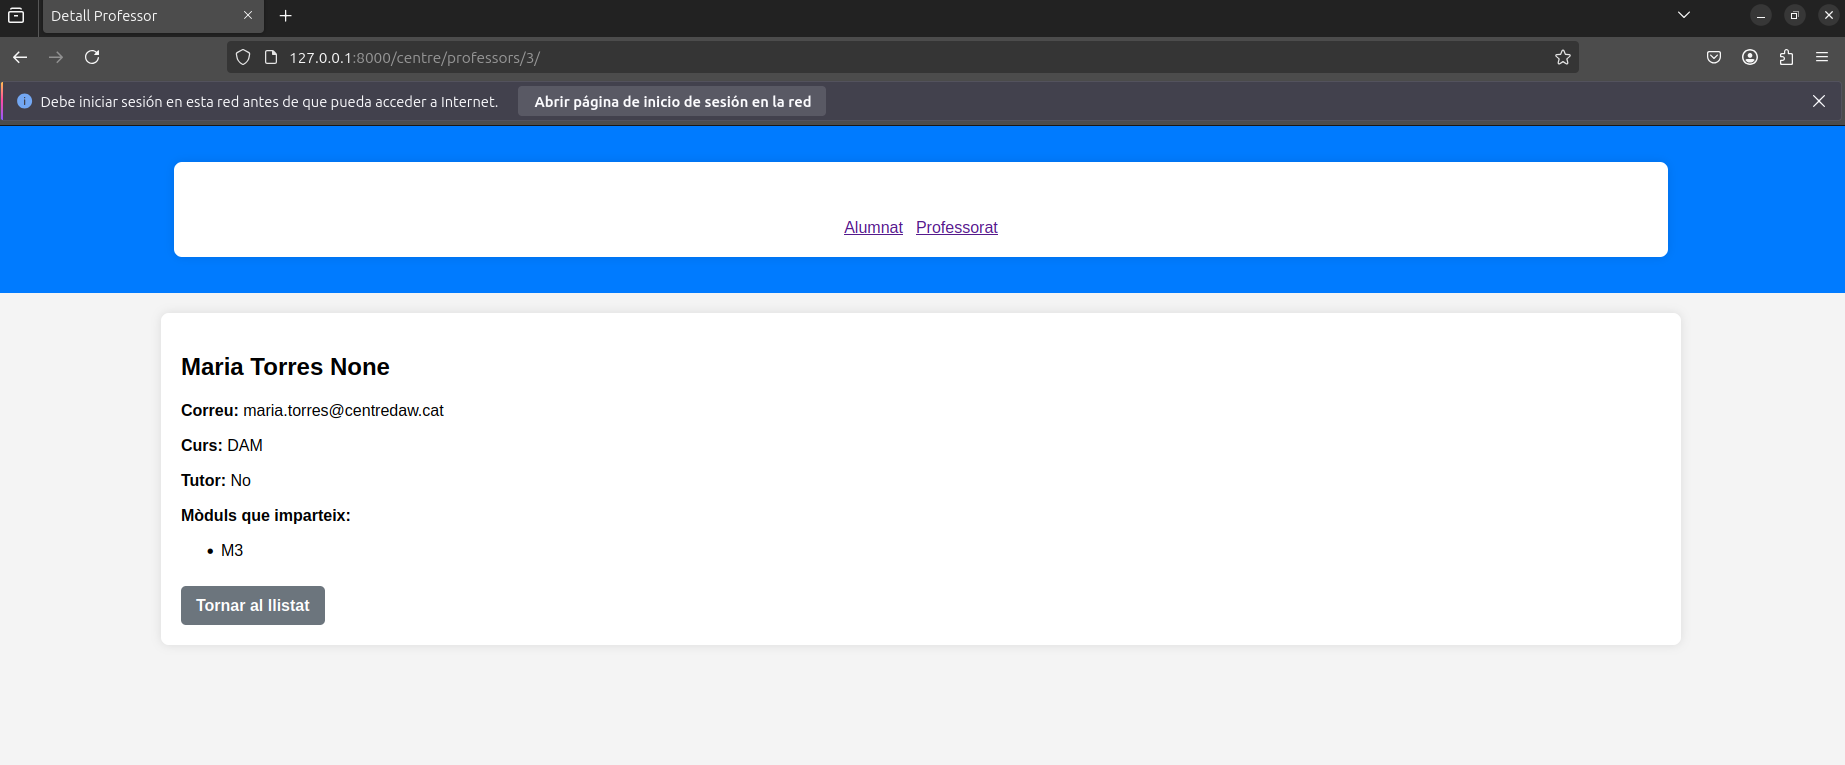 Detall Professor
127.0.0.1:8000/centre/professors/3/
Debe iniciar sesión en esta red antes de que pueda acceder a Internet. Abrir página de inicio de sesión en la red
Alumnat Professorat
Maria Torres None
Correu: maria.torres@centredaw.cat
Curs: DAM
Tutor: No
Mòduls que imparteix:
• M3
Tornar al llistat